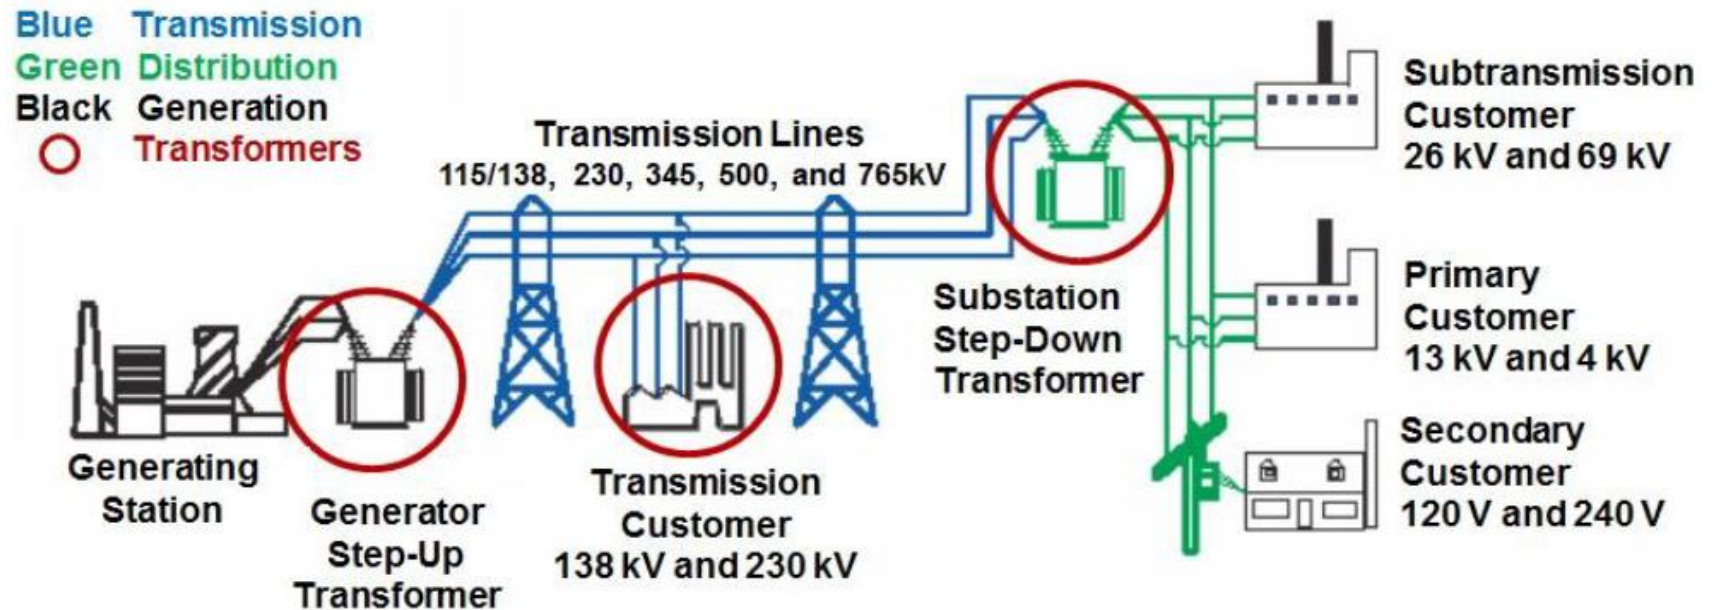 Blue Transmission
Green Distribution
Black Generation
Transformers
Transmission Lines
115/138, 230, 345, 500, and 765kV
Subtransmission
Customer
26 kV and 69 kV
Substation
Step-Down
Transformer
Primary
Customer
13 kV and 4 kV
Secondary
Customer
120 V and 240 V
Generating
Station
Generator
Step-Up
Transformer
Transmission
Customer
138 kV and 230 kV